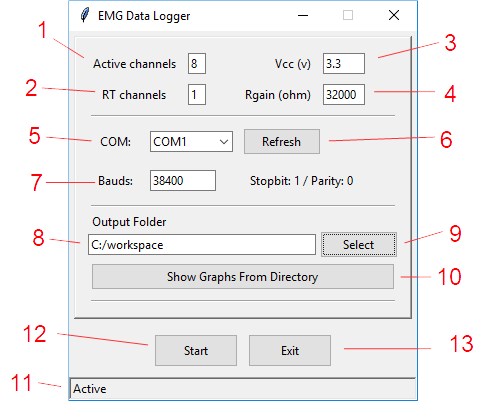 EMG Data Logger
1
Active channels 8
Vcc (v) 3.3
3
2
RT channels 1
Rgain (ohm) 32000
4
5
COM: COM1
Refresh
6
7
Bauds: 38400
Stopbit: 1 / Parity: 0
Output Folder
8
C:/workspace
Select
9
Show Graphs From Directory
10
12
Start
Exit
13
11
Active